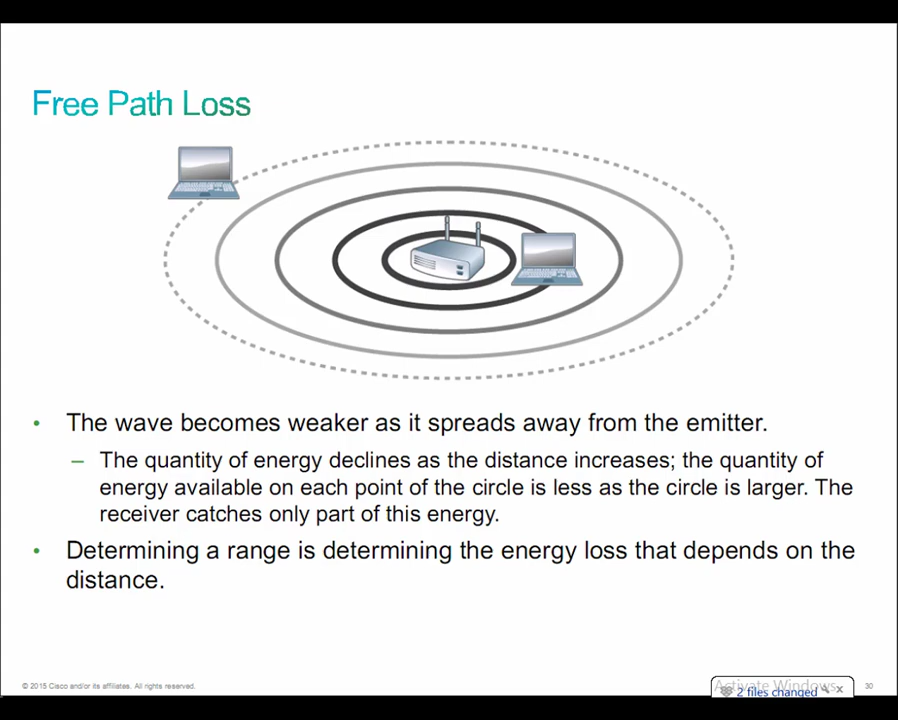 Free Path Loss
• The wave becomes weaker as it spreads away from the emitter.
– The quantity of energy declines as the distance increases; the quantity of
energy available on each point of the circle is less as the circle is larger. The
receiver catches only part of this energy.
• Determining a range is determining the energy loss that depends on the
distance.
© 2015 Cisco and/or its affiliates. All rights reserved.
Activate Windows
2 files changed
30